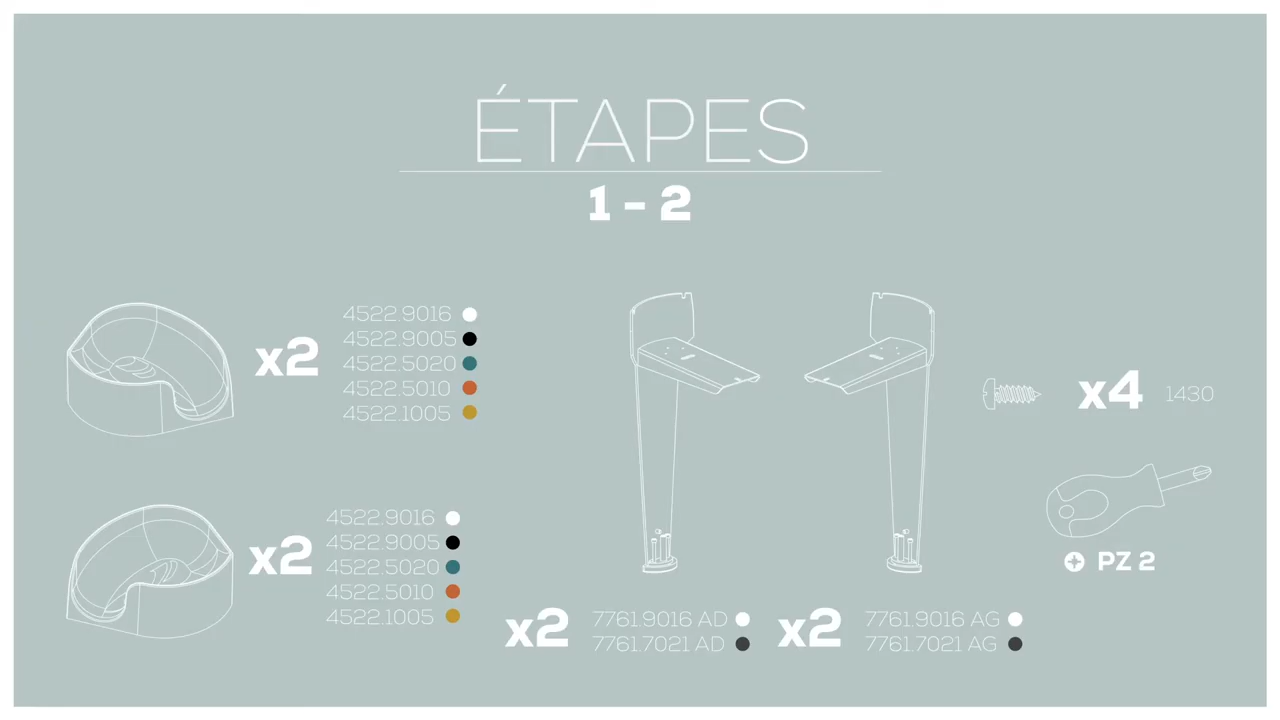 ÉTAPES
1 - 2
x2
4522.9016
4522.9005
4522.5020
4522.5010
4522.1005
x2
4522.9016
4522.9005
4522.5020
4522.5010
4522.1005
x2
7761.9016 AD
7761.7021 AD
x2
7761.9016 AG
7761.7021 AG
x4 1430
PZ 2